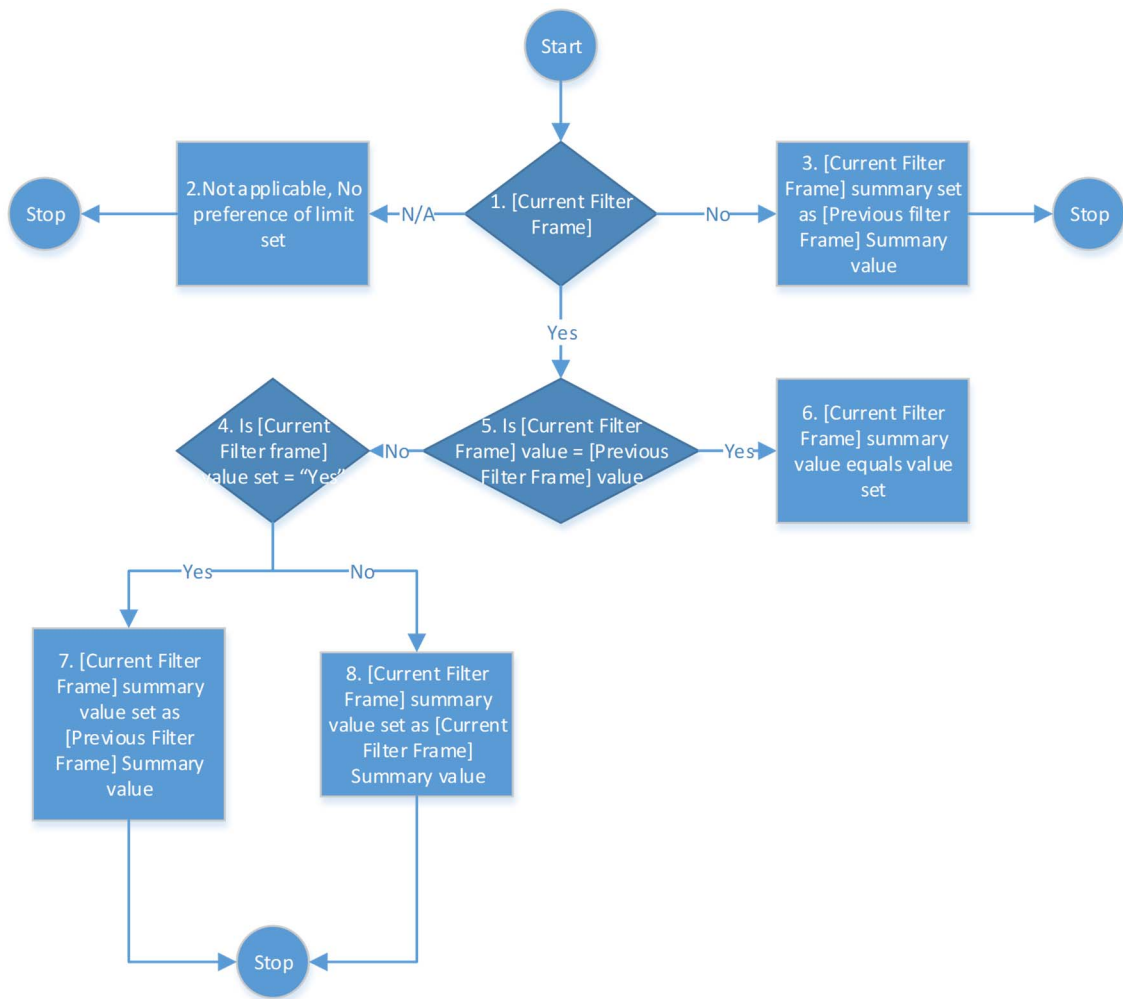 Start
2.Not applicable, No
preference of limit
set
Stop
N/A
1. [Current Filter
Frame]
No
3. [Current Filter
Frame] summary set
as [Previous filter
Frame] Summary
value
Stop
Yes
4. Is [Current
Filter frame]
value set = “Yes”
No
5. Is [Current Filter
Frame] value = [Previous
Filter Frame] value
Yes
6. [Current Filter
Frame] summary
value equals value
set
Yes
No
7. [Current Filter
Frame] summary
value set as
[Previous Filter
Frame] Summary
value
8. [Current Filter
Frame] summary
value set as [Current
Filter Frame]
Summary value
Stop